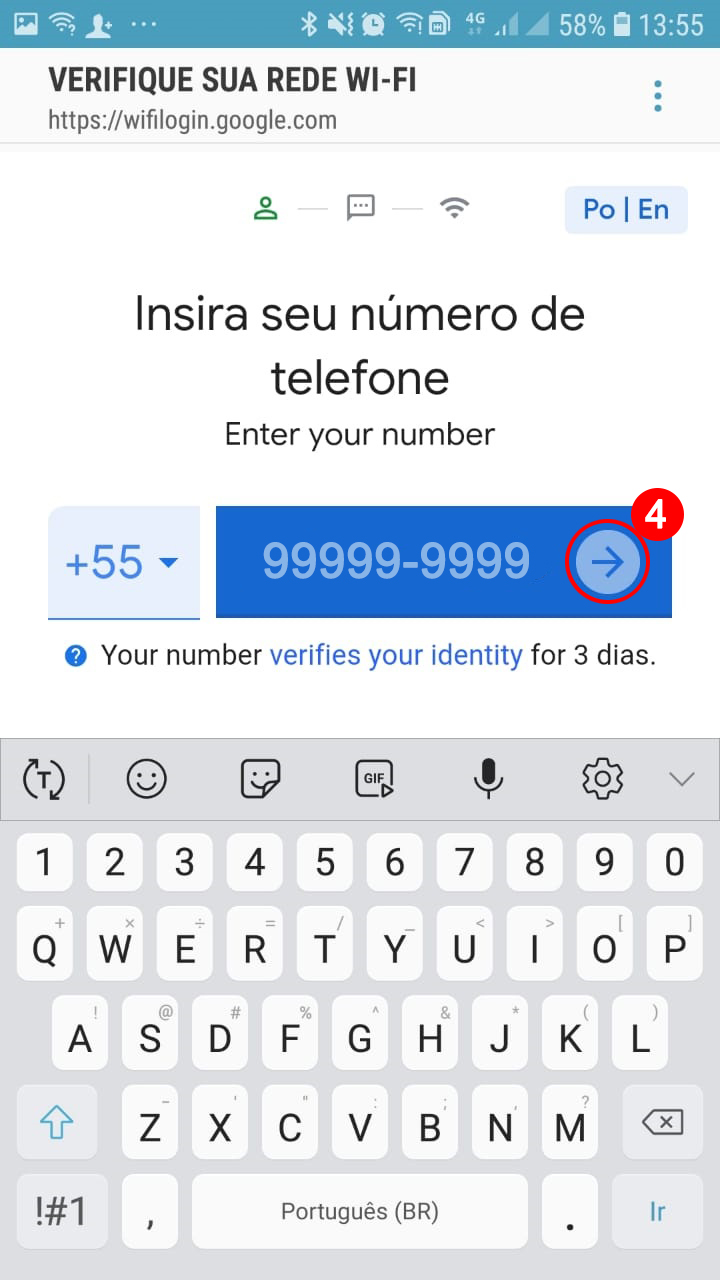 4G 58% 13:55
VERIFIQUE SUA REDE WI-FI
https://wifilogin.google.com
Po | En
Insira seu número de
telefone
Enter your number
4
+55 99999-9999
Your number verifies your identity for 3 dias.
T GIF
1 2 3 4 5 6 7 8 9 0
+ × ÷ = / _ < > [ ]
Q W E R T Y U I O P
! @ # % ^ & * ( )
A S D F G H J K L
- ' " : ; , ?
Z X C V B N M
!#1 , Português (BR) . Ir